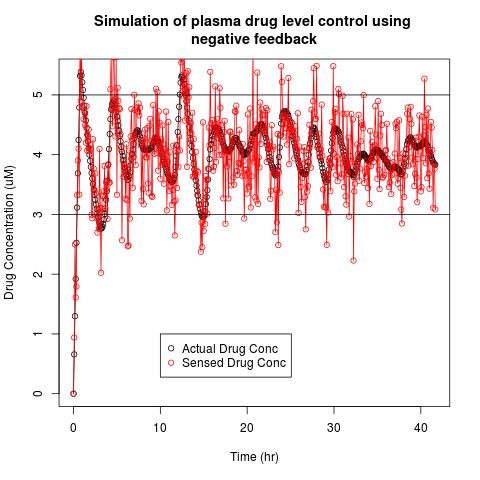 Simulation of plasma drug level control using
negative feedback
Drug Concentration (uM)
5
4
3
2
1
0
Actual Drug Conc
Sensed Drug Conc
0 10 20 30 40
Time (hr)